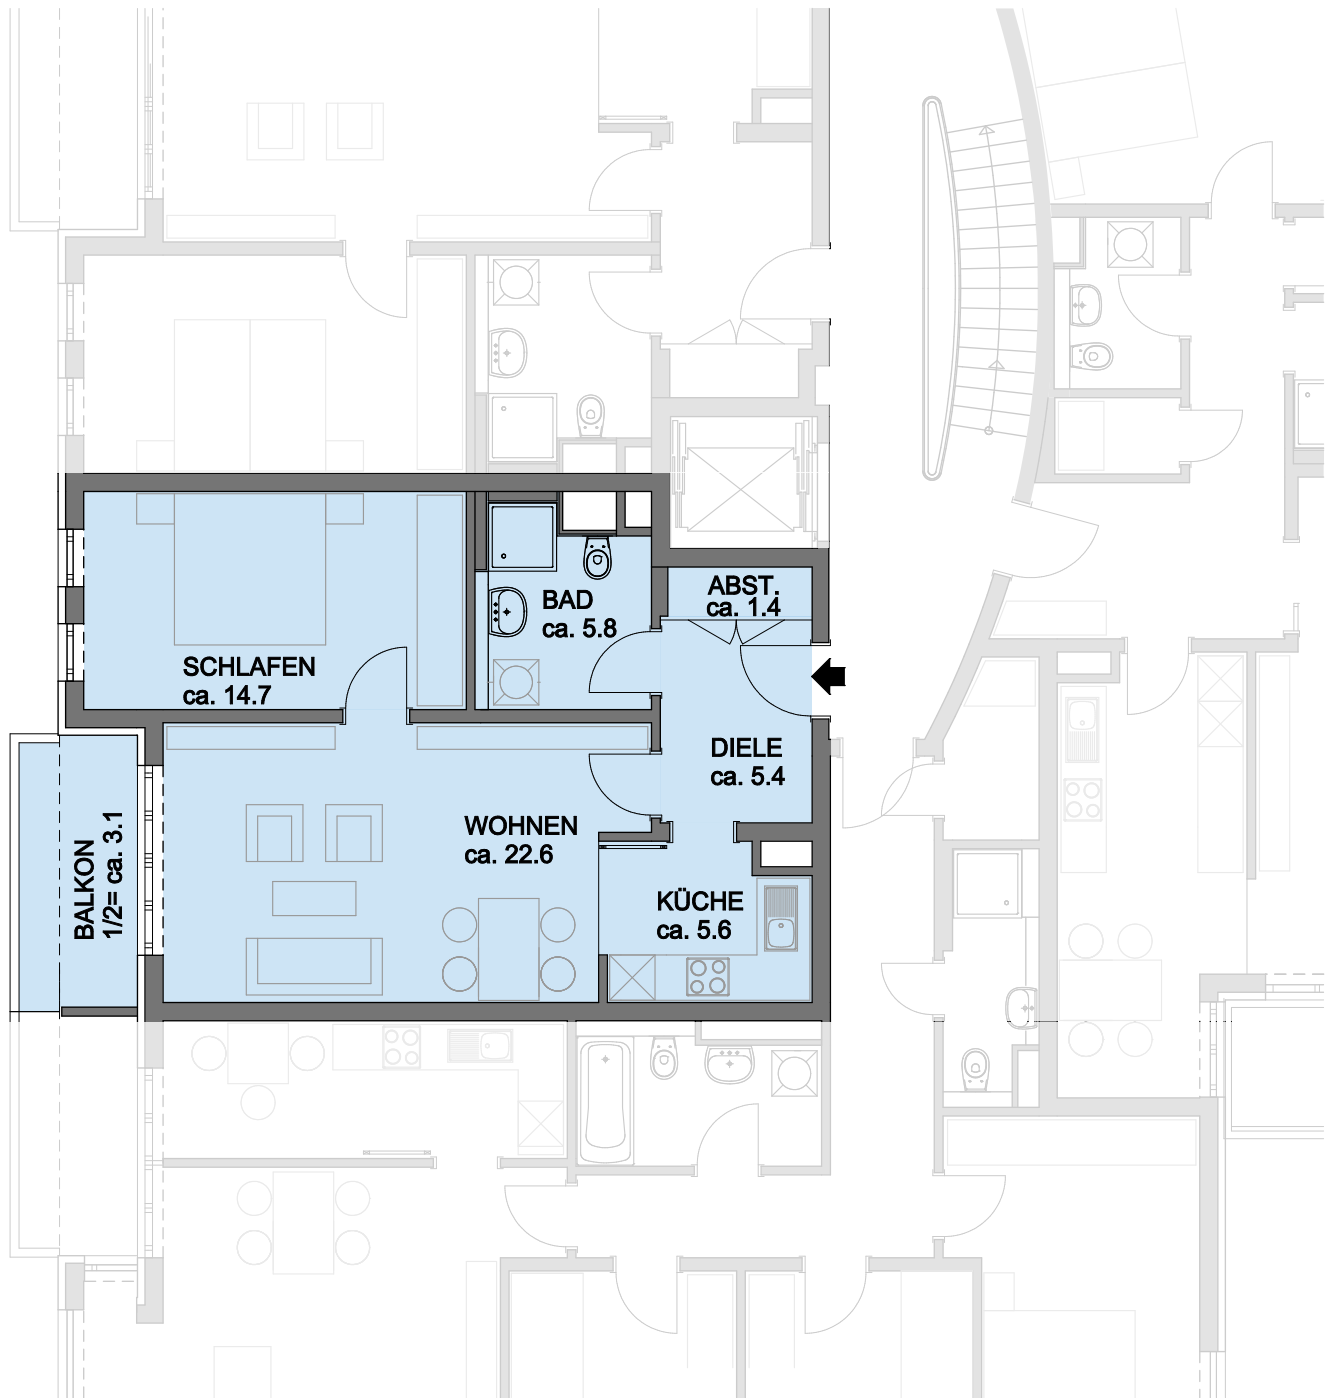 ABST.
ca. 1.4
BAD
ca. 5.8
SCHLAFEN
ca. 14.7
DIELE
ca. 5.4
WOHNEN
ca. 22.6
BALKON
1/2= ca. 3.1
KÜCHE
ca. 5.6